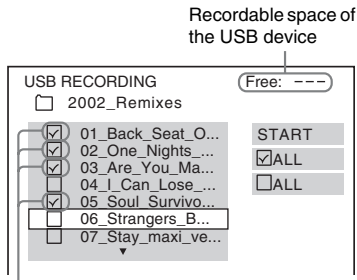 Recordable space of
the USB device
USB RECORDING
Free: ---
2002_Remixes
01_Back_Seat_O...
02_One_Nights_...
03_Are_You_Ma...
04_I_Can_Lose_...
05_Soul_Survivo...
06_Strangers_B...
07_Stay_maxi_ve...
START
ALL
ALL